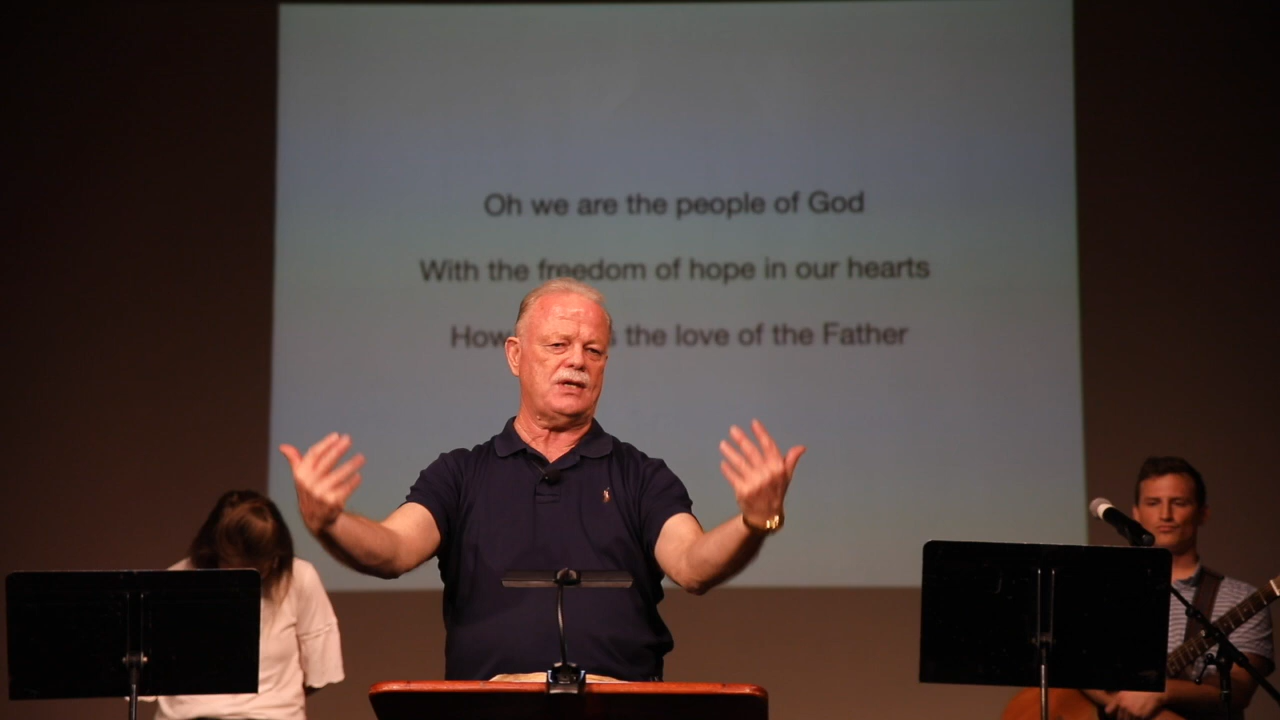 Oh we are the people of God
With the freedom of hope in our hearts
How the love of the Father